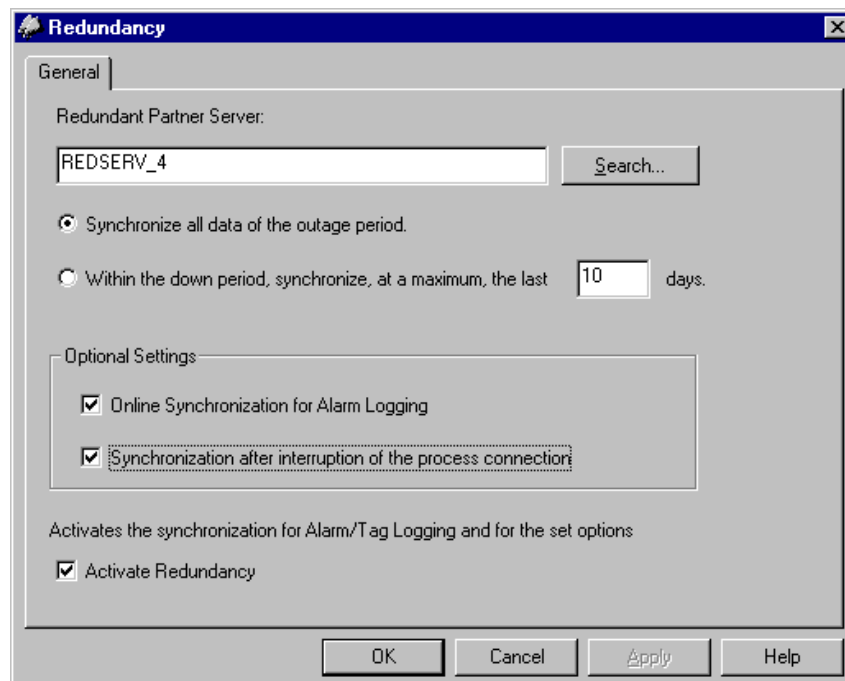 Redundancy
General
Redundant Partner Server:
REDSERV_4
Search...
Synchronize all data of the outage period.
Within the down period, synchronize, at a maximum, the last 10 days.
Optional Settings
Online Synchronization for Alarm Logging
Synchronization after interruption of the process connection
Activates the synchronization for Alarm/Tag Logging and for the set options
Activate Redundancy
OK Cancel Apply Help